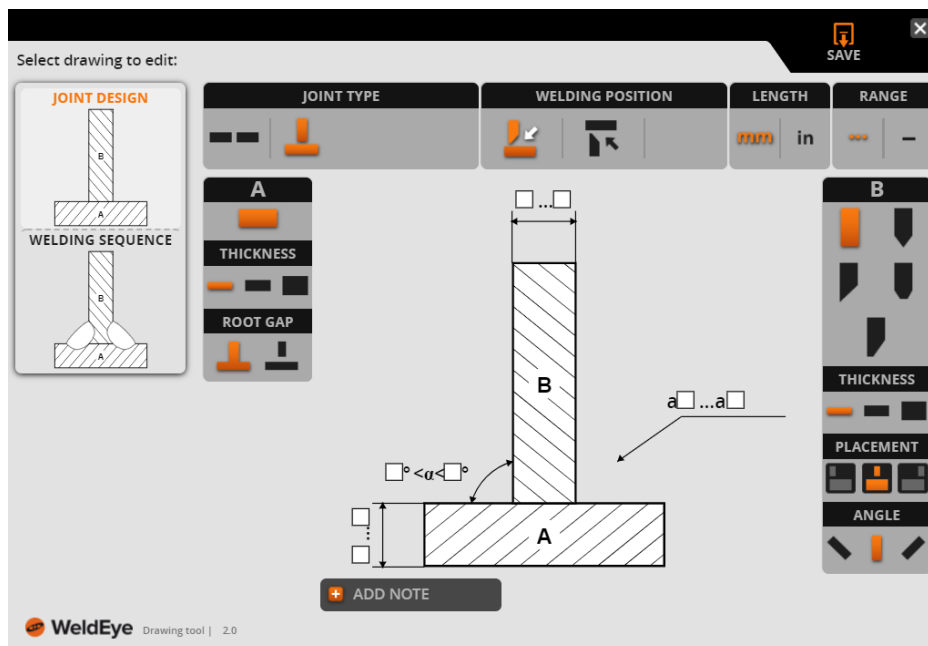 SAVE
Select drawing to edit:
JOINT DESIGN
B
A
WELDING SEQUENCE
B
A
JOINT TYPE
WELDING POSITION
LENGTH
mm in
RANGE
A
THICKNESS
ROOT GAP
...
B
a ...a
° <α< °
A
B
THICKNESS
PLACEMENT
ANGLE
ADD NOTE
WeldEye Drawing tool | 2.0